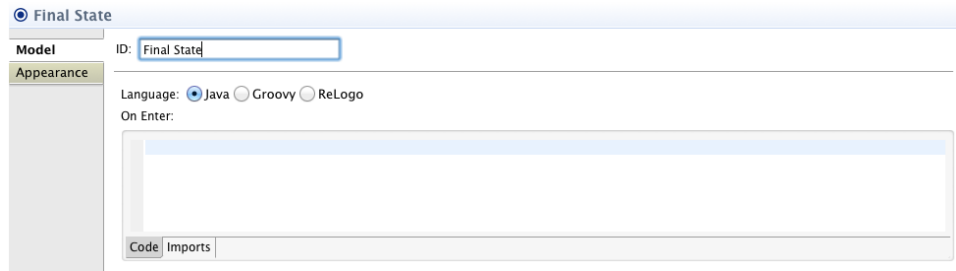 Final State
Model
ID: Final State
Appearance
Language: Java Groovy ReLogo
On Enter:
Code Imports